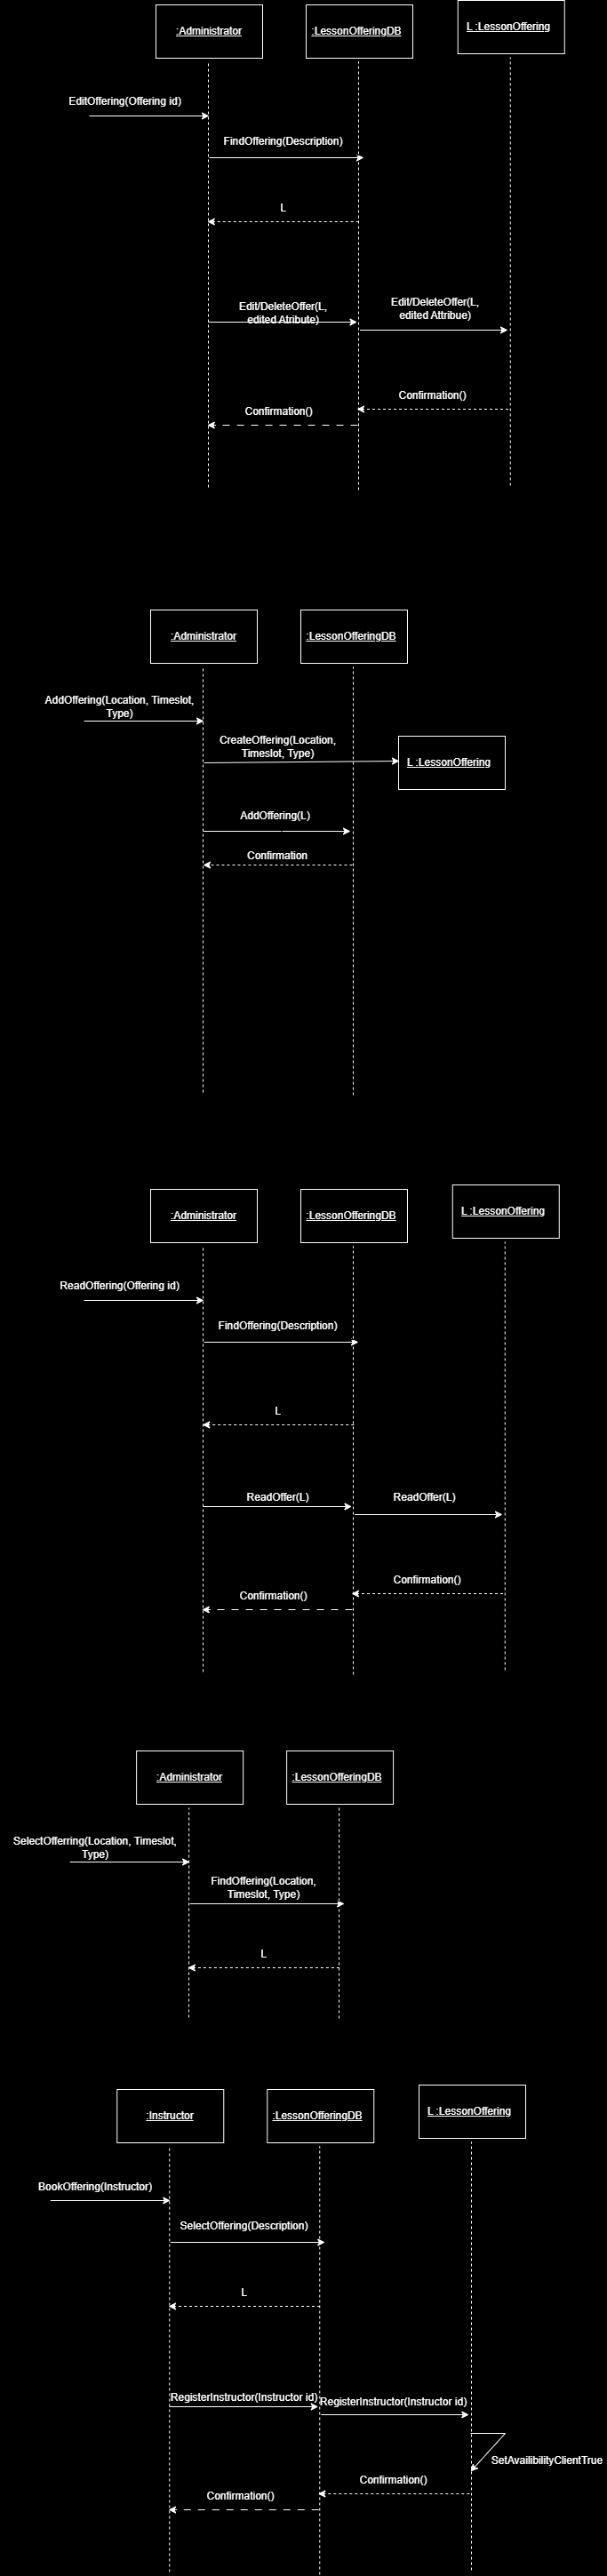 :Administrator
:LessonOfferingDB
L :LessonOffering
EditOffering(Offering id)
FindOffering(Description)
L
Edit/DeleteOffer(L,
edited Atribute)
Edit/DeleteOffer(L,
edited Attribue)
Confirmation()
Confirmation()
:Administrator
:LessonOfferingDB
AddOffering(Location, Timeslot,
Type)
CreateOffering(Location,
Timeslot, Type)
L :LessonOffering
AddOffering(L)
Confirmation
:Administrator
:LessonOfferingDB
L :LessonOffering
ReadOffering(Offering id)
FindOffering(Description)
L
ReadOffer(L)
ReadOffer(L)
Confirmation()
Confirmation()
:Administrator
:LessonOfferingDB
SelectOfferring(Location, Timeslot,
Type)
FindOffering(Location,
Timeslot, Type)
L
:Instructor
:LessonOfferingDB
L :LessonOffering
BookOffering(Instructor)
SelectOffering(Description)
L
RegisterInstructor(Instructor id)
RegisterInstructor(Instructor id)
SetAvailibilityClientTrue
Confirmation()
Confirmation()